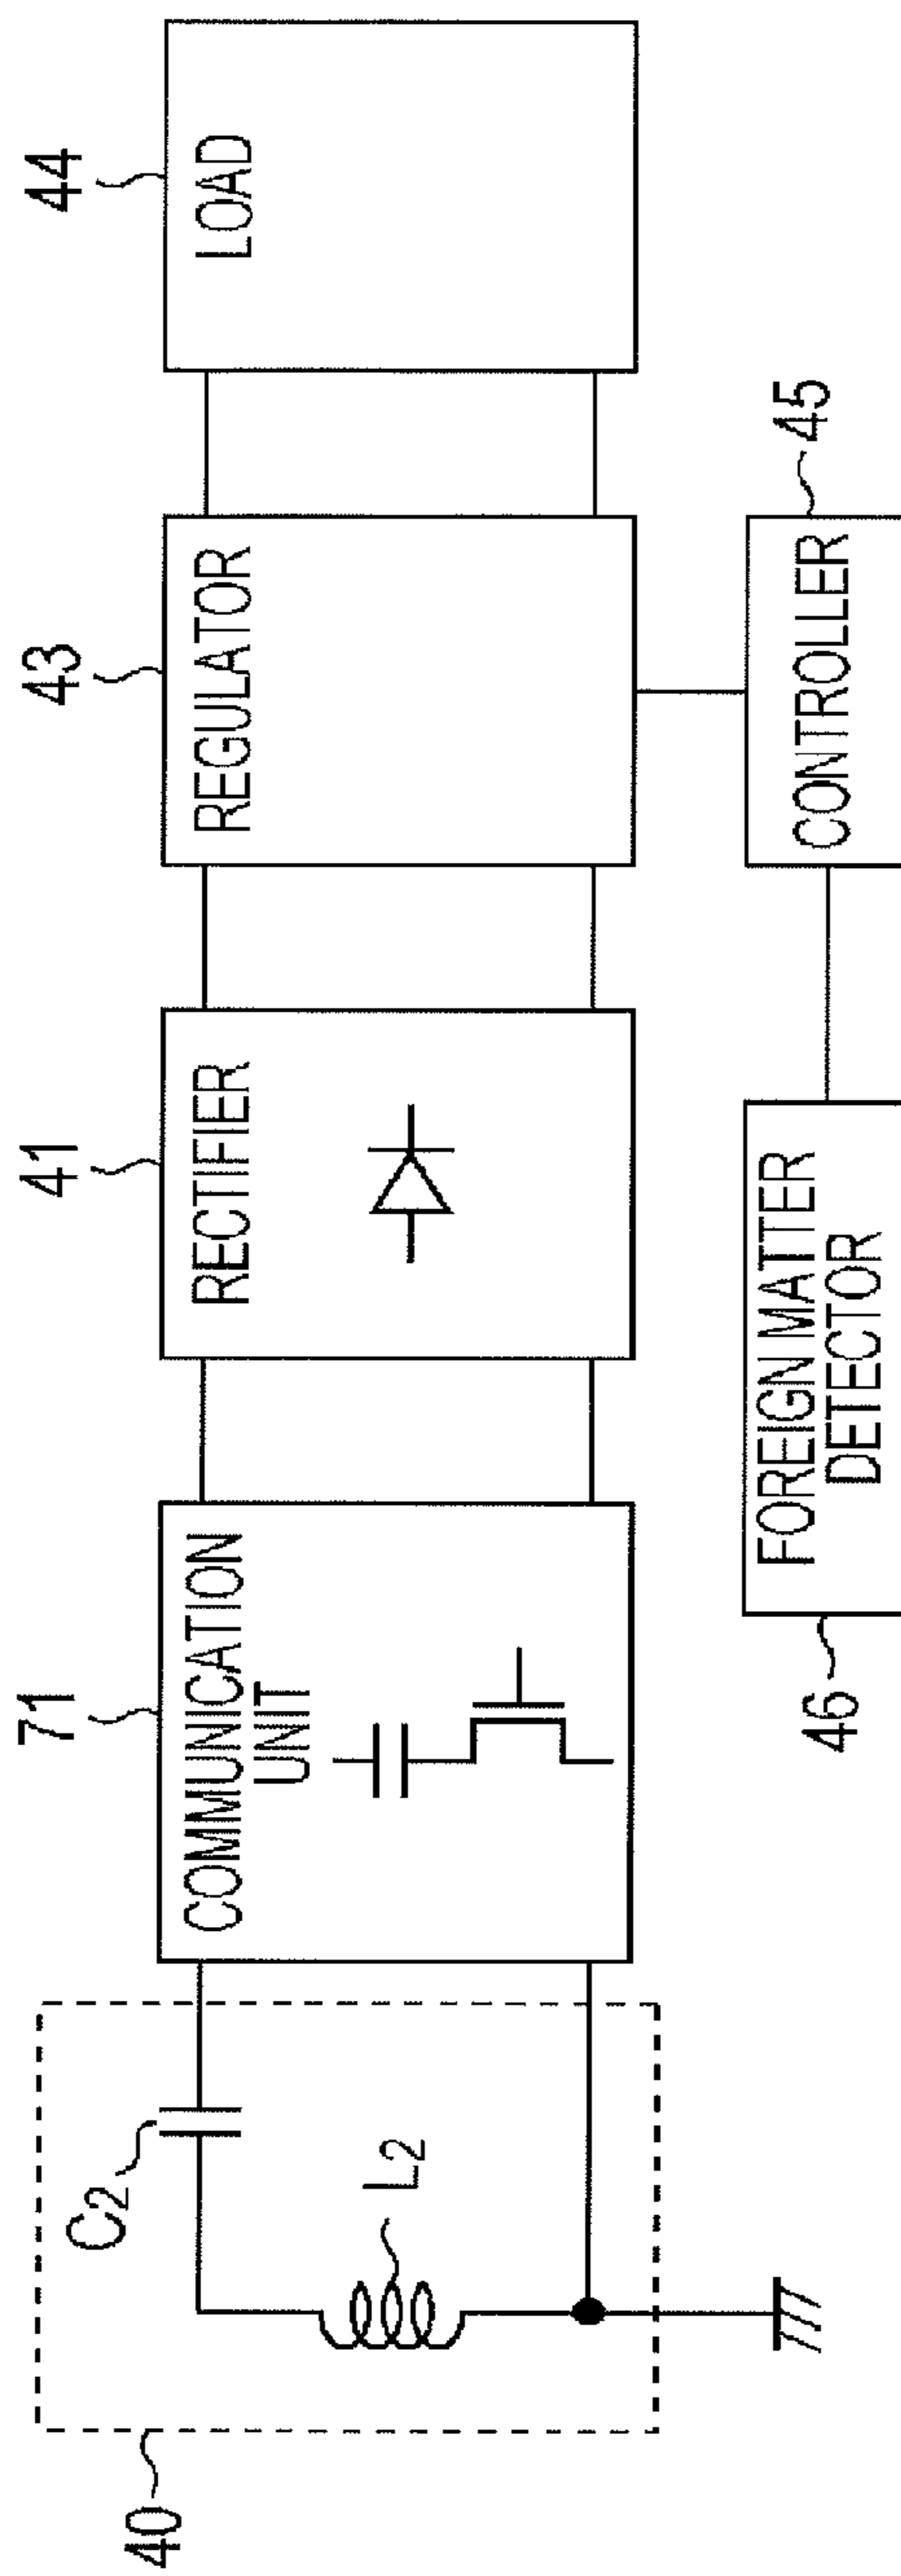 40
C2
L2
71
COMMUNICATION
UNIT
41
RECTIFIER
43
REGULATOR
44
LOAD
46
FOREIGN MATTER
DETECTOR
45
CONTROLLER